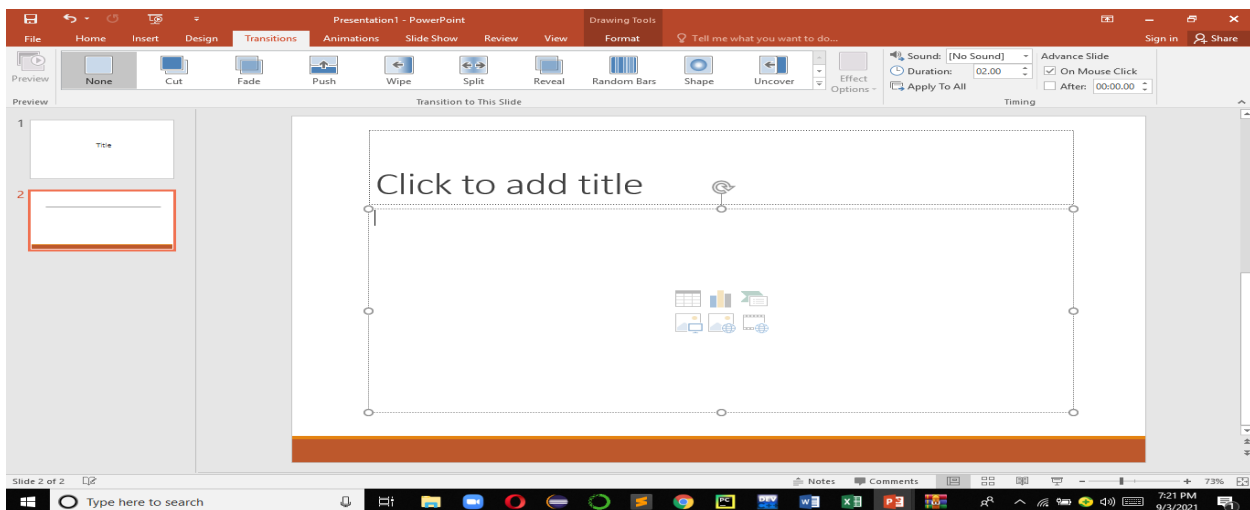 Presentation1 - PowerPoint Drawing Tools
File Home Insert Design Transitions Animations Slide Show Review View Format Tell me what you want to do... Sign in Share
Preview None Cut Fade Push Wipe Split Reveal Random Bars Shape Uncover Effect Options
Sound: [No Sound] Advance Slide
Duration: 02.00 On Mouse Click
Apply To All After: 00:00.00
Preview Transition to This Slide Timing
1
Title
2
Click to add title
Slide 2 of 2 Notes Comments 73%
Type here to search PC DEV 7:21 PM
9/3/2021